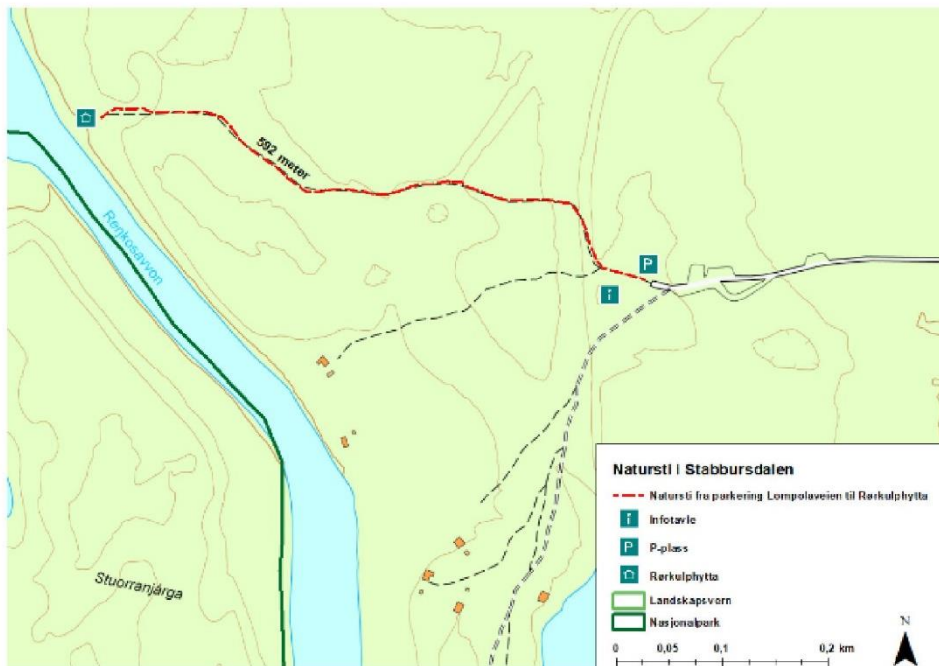 592 meter
Reŋkosavvon
Stuorranjárga
Natursti i Stabbursdalen
Natursti fra parkering Lompolaveien til Rørkulphytta
Infotavle
P-plass
Rørkulphytta
Landskapsvern
Nasjonalpark
N
0 0,05 0,1 0,2 km
P
i